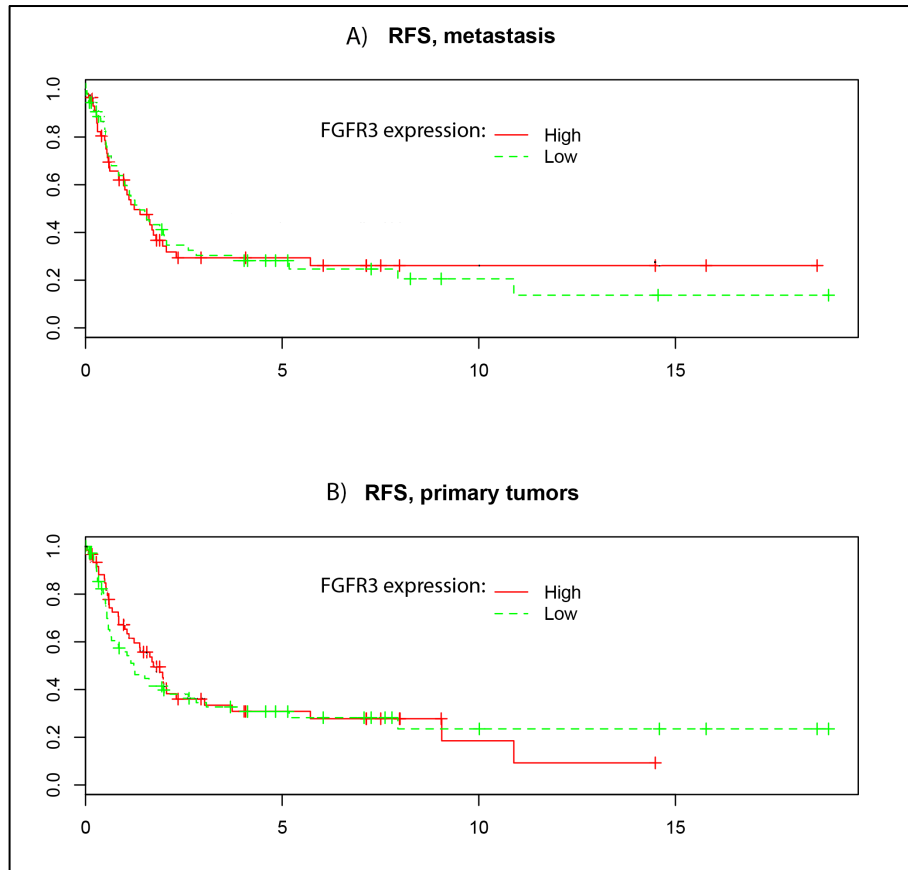 A) RFS, metastasis
1.0
0.8
0.6
0.4
0.2
0.0
FGFR3 expression:
High
Low
0 5 10 15
B) RFS, primary tumors
1.0
0.8
0.6
0.4
0.2
0.0
FGFR3 expression:
High
Low
0 5 10 15